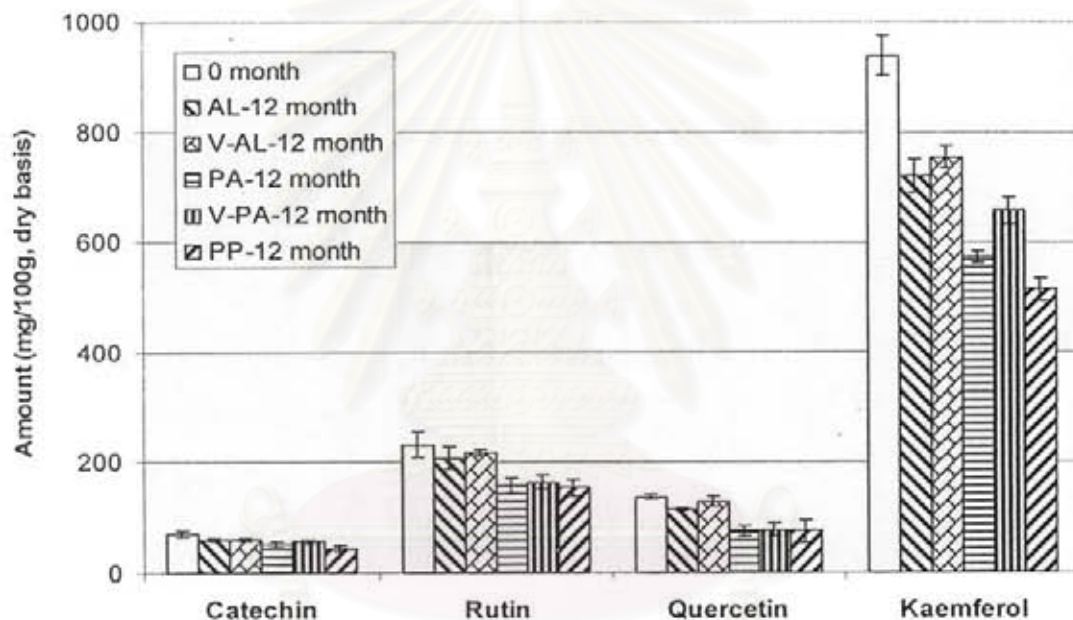 Amount (mg/100g, dry basis)
1000
800
600
400
200
0
0 month
AL-12 month
V-AL-12 month
PA-12 month
V-PA-12 month
PP-12 month
Catechin Rutin Quercetin Kaemferol